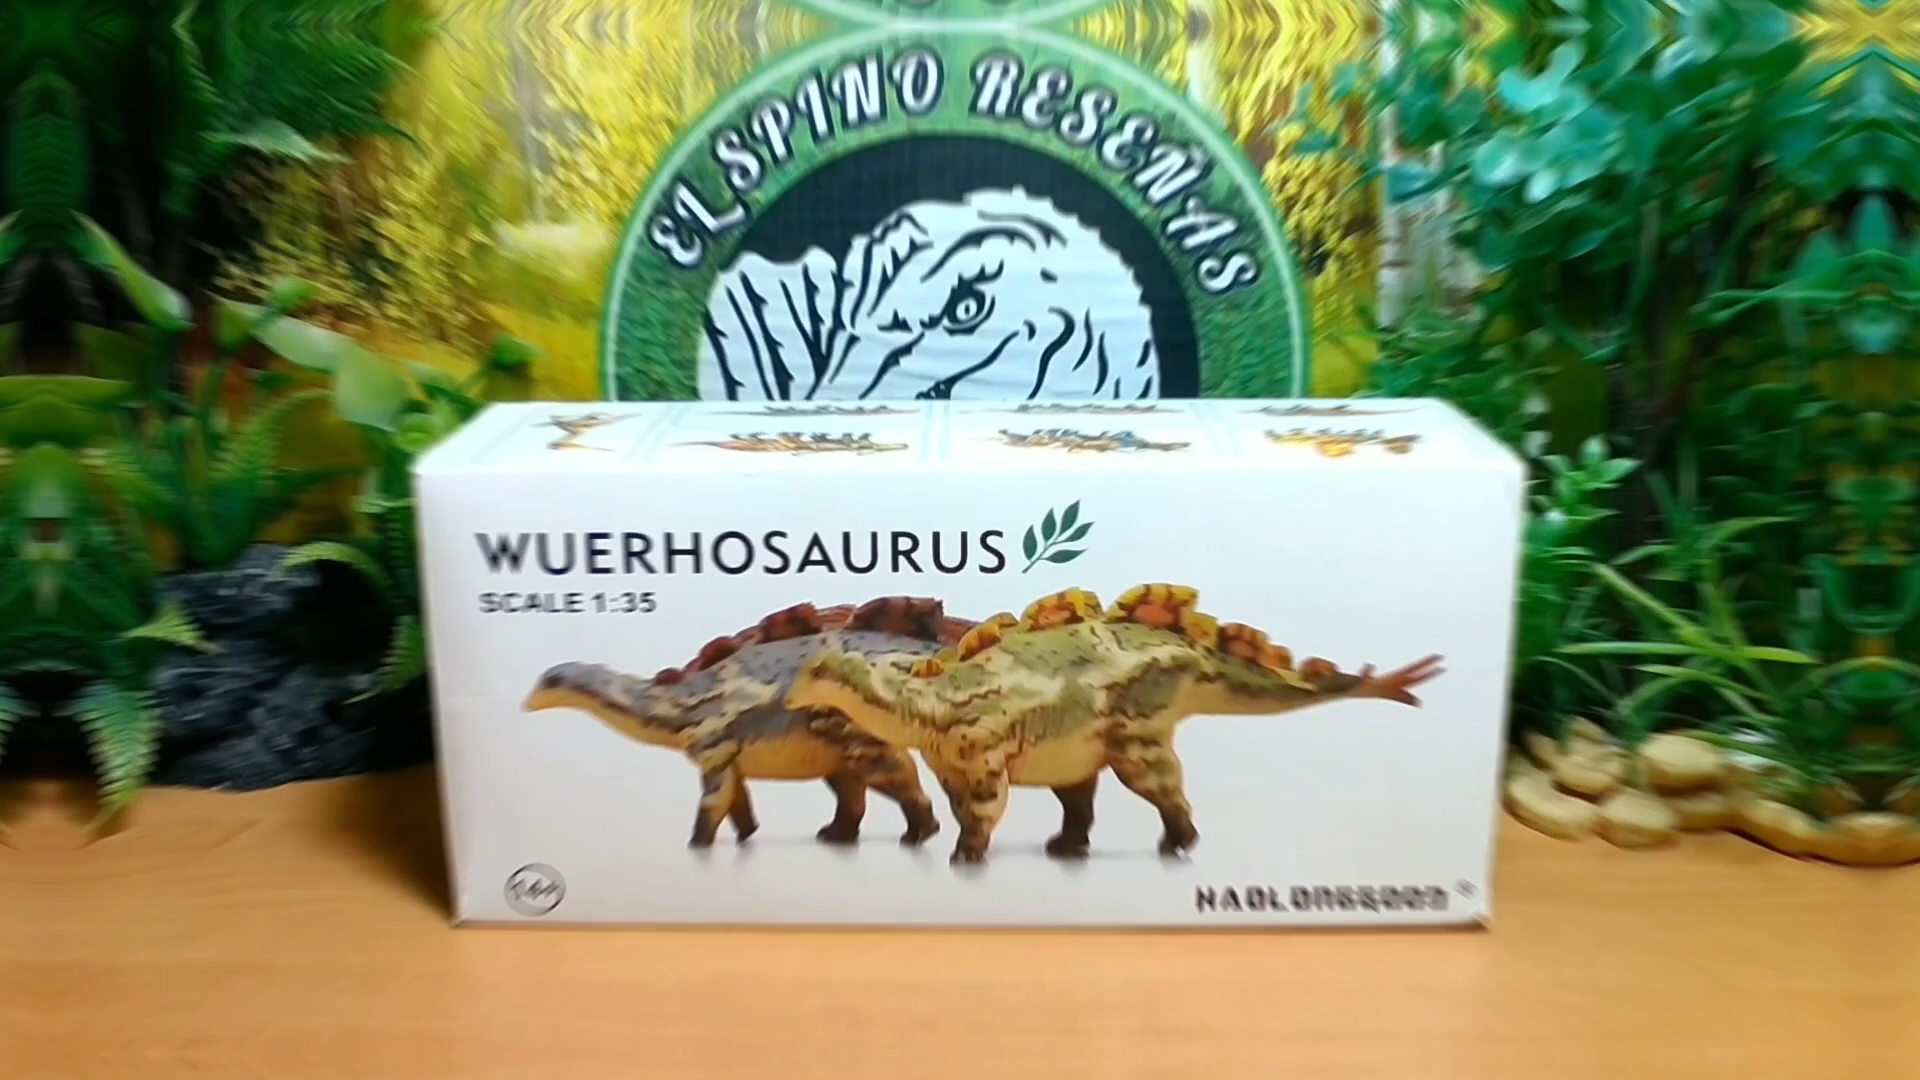 EL SPINO RESEÑAS
WUERHOSAURUS
SCALE 1:35
HAOLONGGOOD